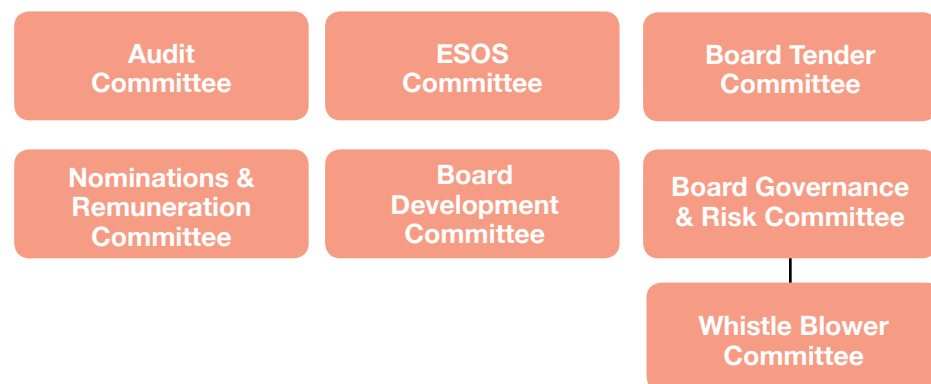 Audit
Committee
ESOS
Committee
Board Tender
Committee
Nominations &
Remuneration
Committee
Board
Development
Committee
Board Governance
& Risk Committee
Whistle Blower
Committee